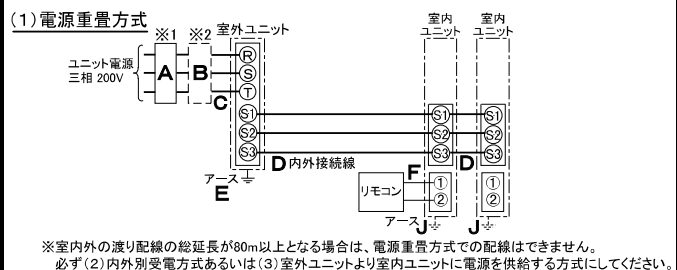 (1)電源重畳方式
※1 ※2 室外ユニット
室内
ユニット
室内
ユニット
ユニット電源
三相 200V
A
B
C
R
S
T
S1
S2
S3
S1
S2
S3
S1
S2
S3
D 内外接続線
D
アース
E
リモコン
F
①
②
①
②
アース J
J
※室内外の渡り配線の総延長が80m以上となる場合は、電源重畳方式での配線はできません。
必ず(2)内外別受電方式あるいは(3)室外ユニットより室内ユニットに電源を供給する方式にしてください。